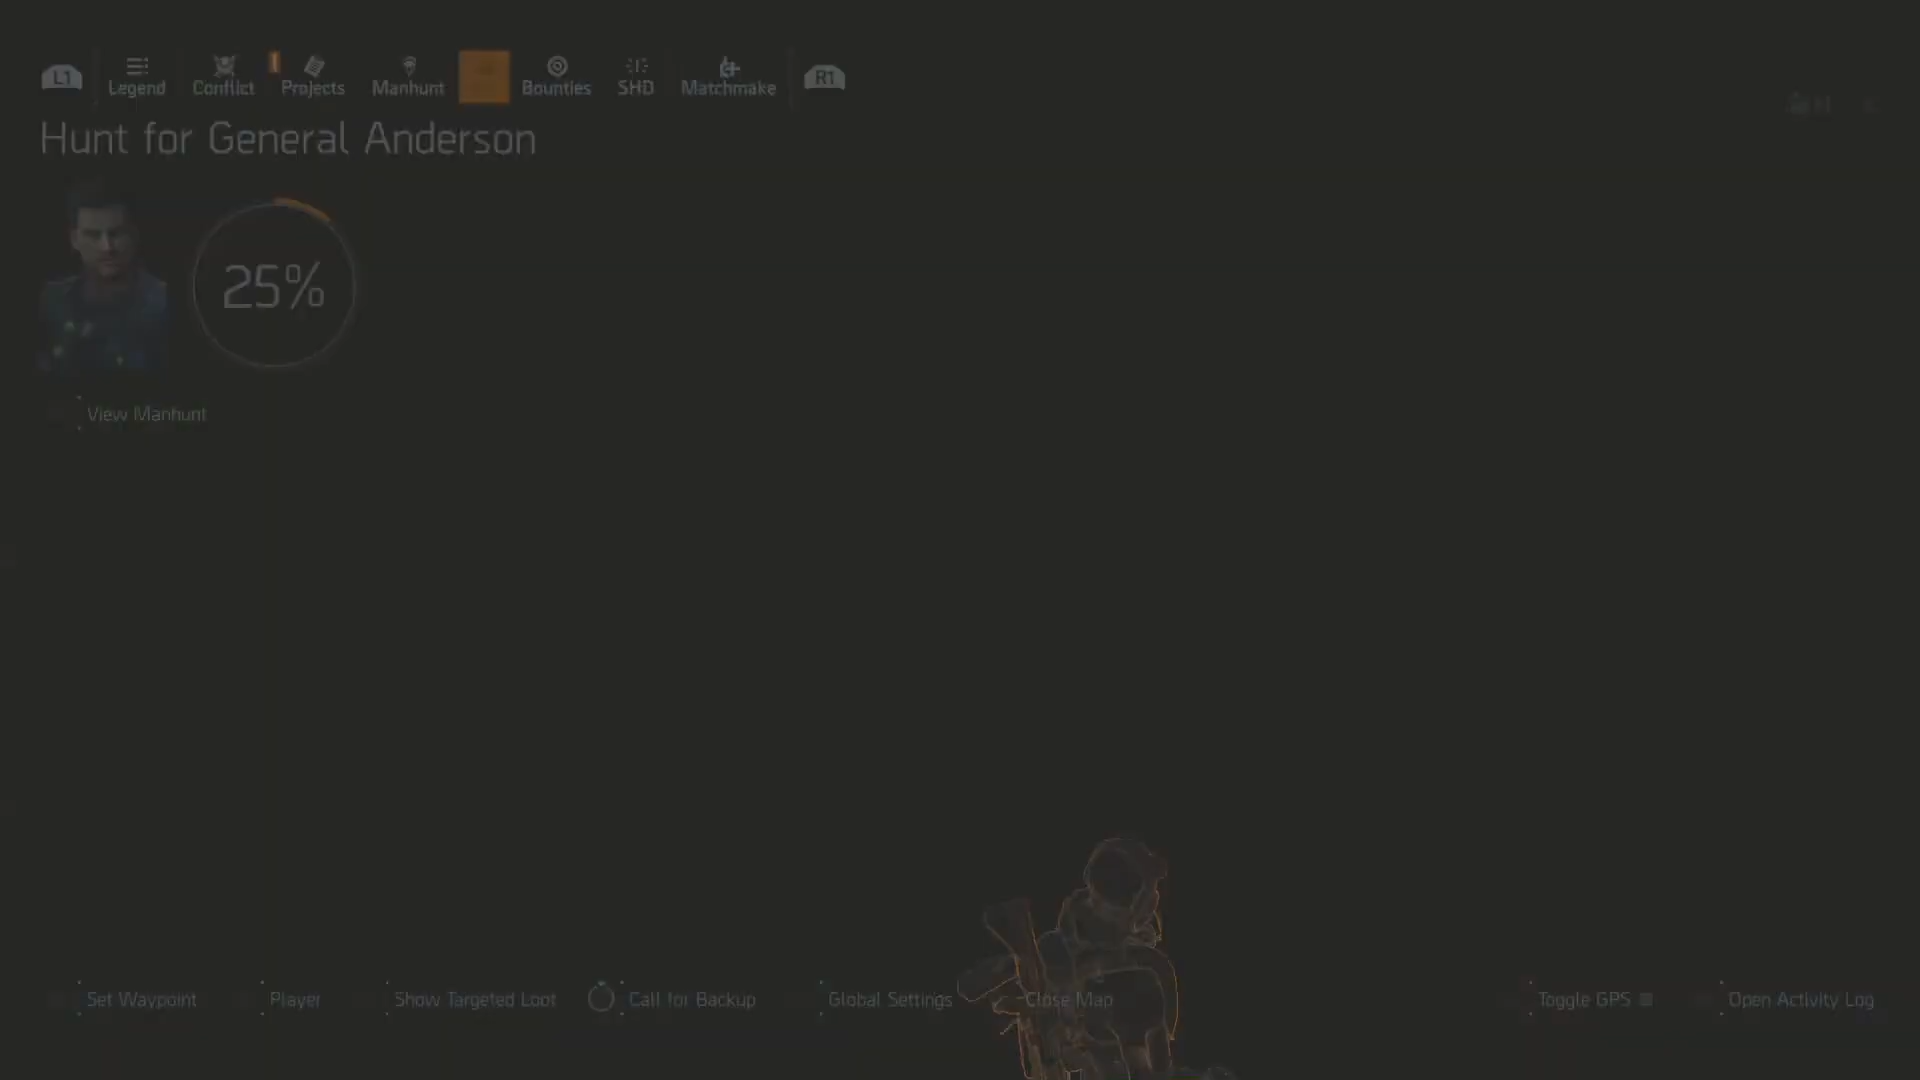 L1 Legend Conflict Projects Manhunt Bounties SHD Matchmake R1
Hunt for General Anderson
25%
View Manhunt
Set Waypoint Player Show Targeted Loot Call for Backup Global Settings Close Map Toggle GPS Open Activity Log